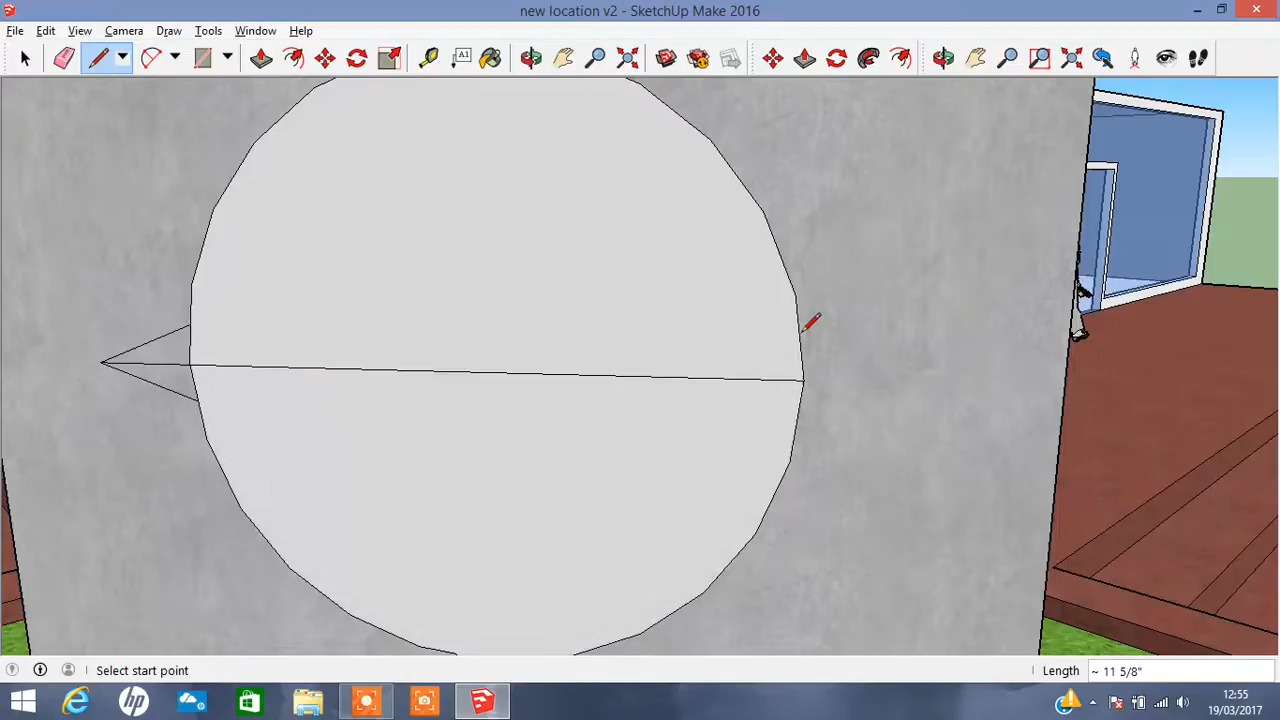 new location v2 - SketchUp Make 2016
File Edit View Camera Draw Tools Window Help
A1
Select start point
Length ~ 11 5/8"
12:55
19/03/2017